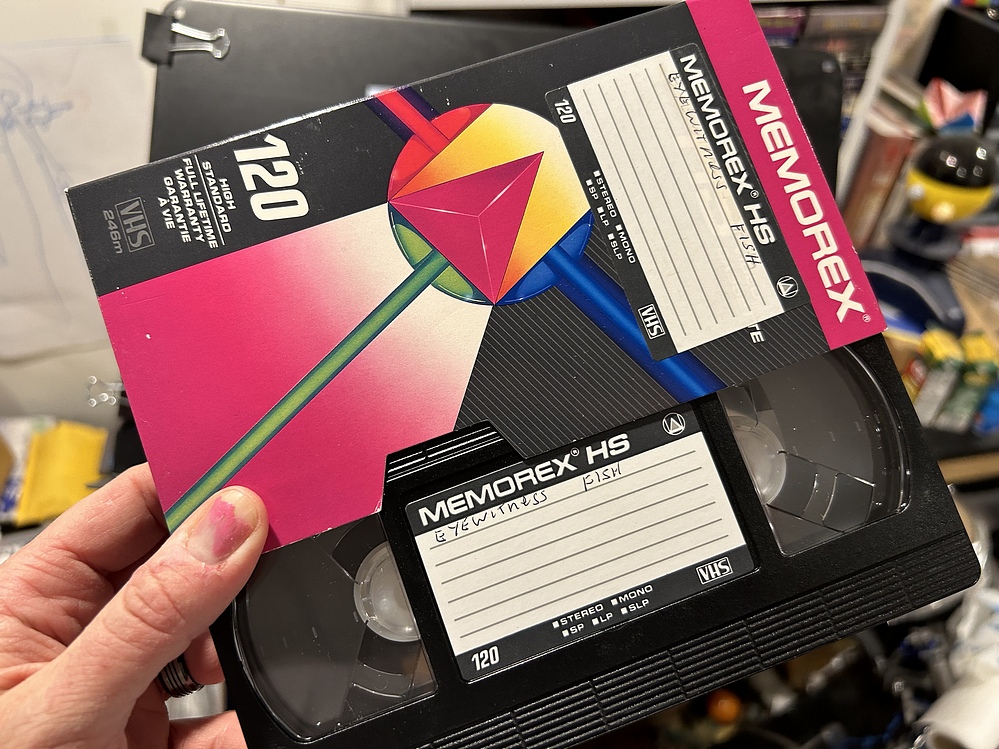 MEMOREX®
120
HIGH
STANDARD
FULL LIFETIME
WARRANTY
GARANTIE
À VIE
VHS
246m
MEMOREX® HS
EYEWITNESS FISH
120
■STEREO ■MONO
■SP ■LP ■SLP
VHS
MEMOREX® HS
EYEWITNESS FISH
■STEREO ■MONO
■SP ■LP ■SLP
VHS
120